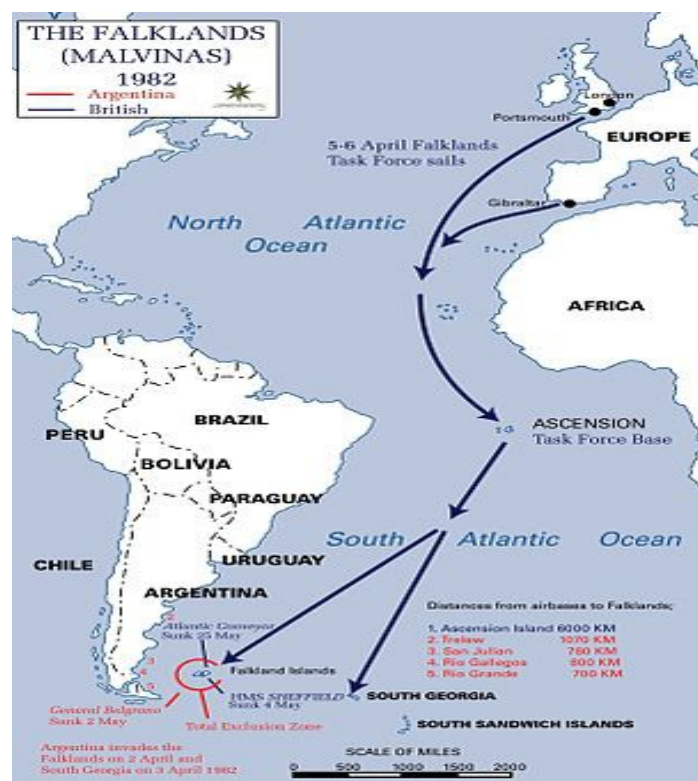 THE FALKLANDS
(MALVINAS)
1982
Argentina
British
London
Portsmouth
EUROPE
5-6 April Falklands
Task Force sails
Gibraltar
North Atlantic
Ocean
AFRICA
BRAZIL
PERU
BOLIVIA
ASCENSION
Task Force Base
PARAGUAY
South Atlantic Ocean
CHILE
URUGUAY
ARGENTINA
Distances from airbases to Falklands;
1. Ascension Island 6000 KM
2. Trelew 1070 KM
3. San Julian 760 KM
4. Rio Gallegos 800 KM
5. Rio Grande 700 KM
2
Atlantic Conveyor
Sunk 25 May
3
4
5
Falkland Islands
HMS SHEFFIELD
Sunk 4 May
SOUTH GEORGIA
General Belgrano
Sunk 2 May
Total Exclusion Zone
SOUTH SANDWICH ISLANDS
Argentina invades the
Falklands on 2 April and
South Georgia on 3 April 1982
SCALE OF MILES
0 500 1000 1500 2000